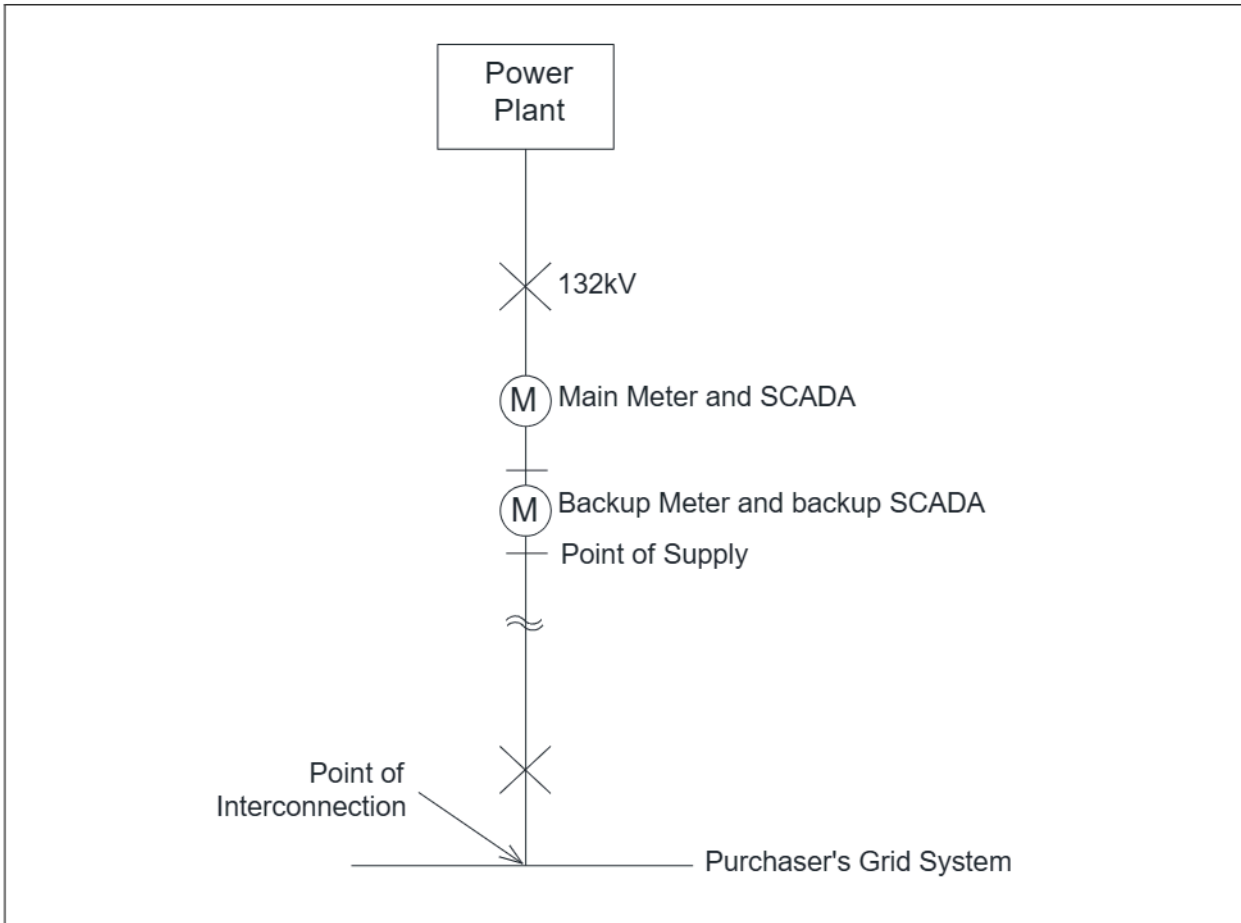 Power
Plant
132kV
M
Main Meter and SCADA
M
Backup Meter and backup SCADA
Point of Supply
Point of
Interconnection
Purchaser's Grid System